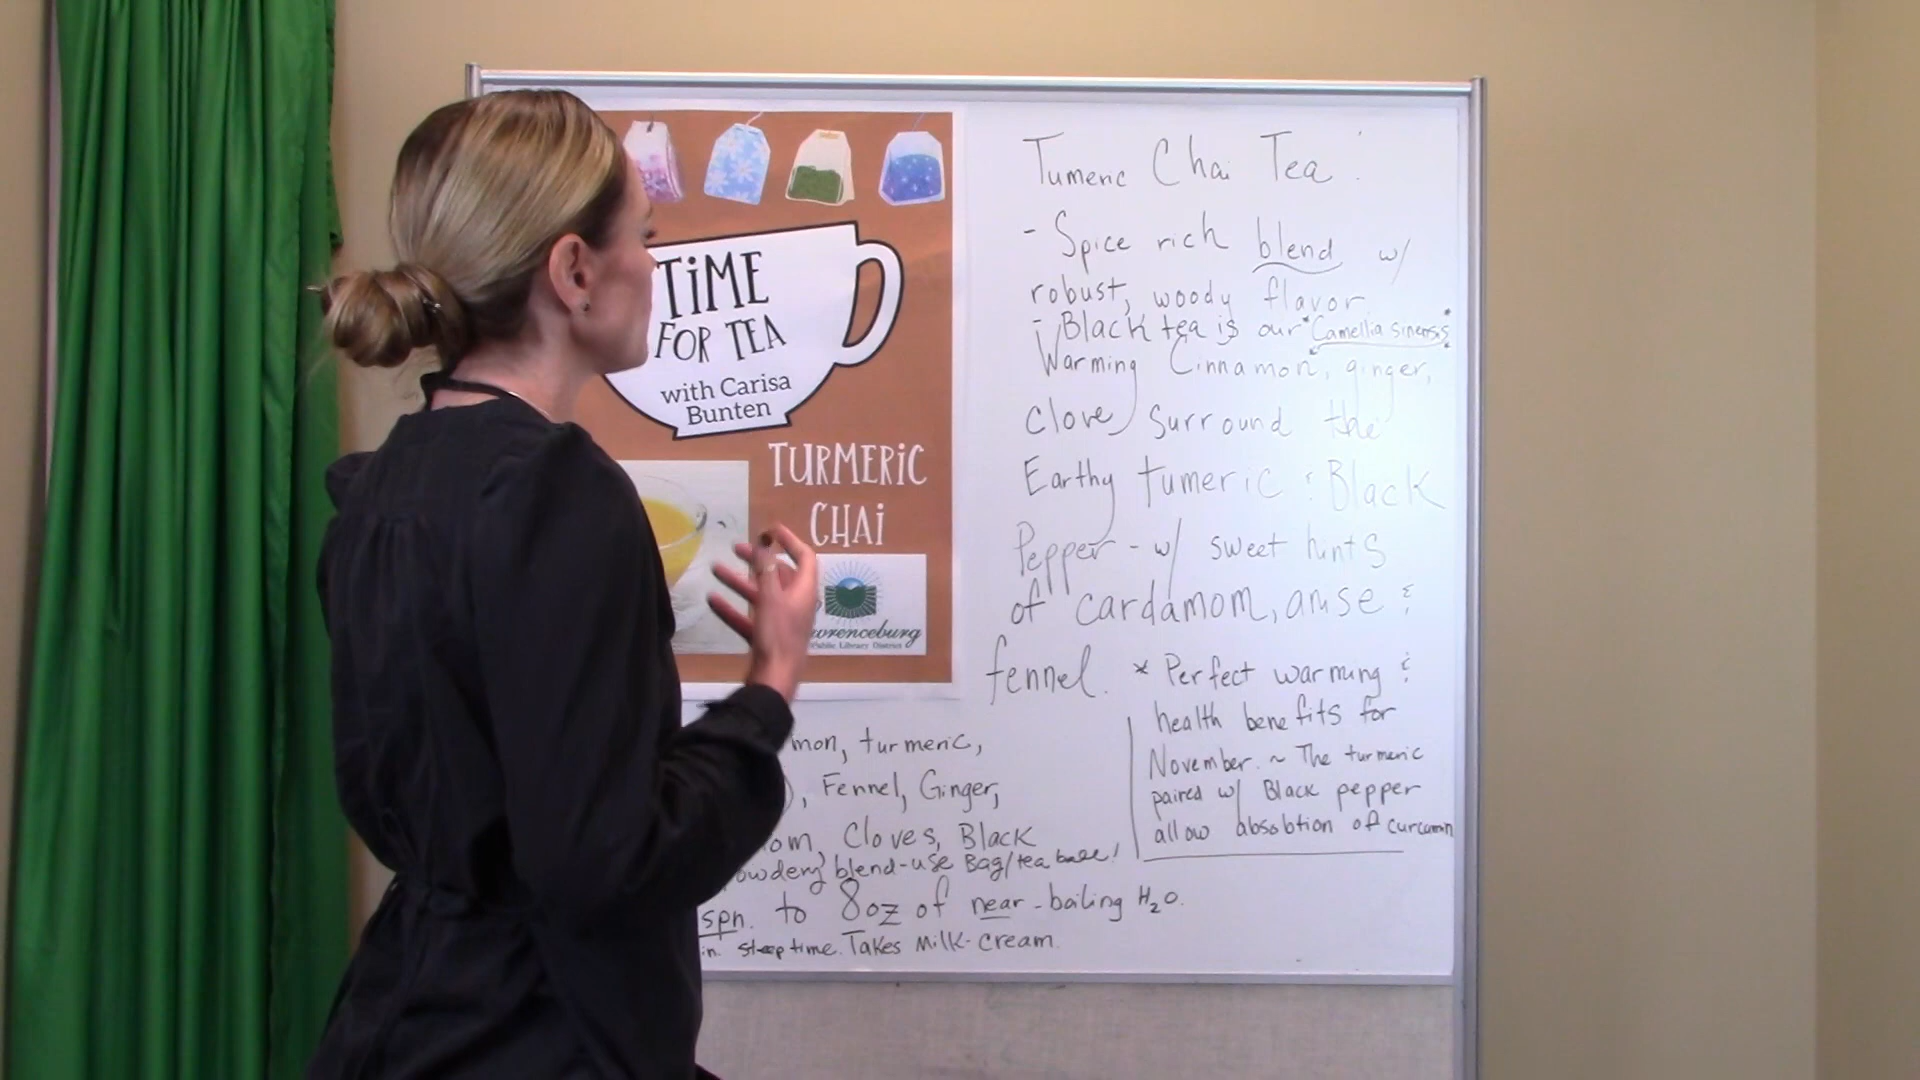 TiME
FOR TEA
with Carisa
Bunten
TURMERiC
CHAi
wrenceburg
Public Library District
Tumeric Chai Tea :
- Spice rich blend w/
robust, woody flavor
- Black tea is our *Camellia sinensis*
Warming Cinnamon, ginger,
clove surround the
Earthy tumeric & Black
Pepper - w/ sweet hints
of cardamom, anise &
fennel. * Perfect warming &
health benefits for
November. ~ The turmeric
paired w/ Black pepper
allow absobtion of curcumin
mon, turmeric,
), Fennel, Ginger,
om, Cloves, Black
owdery blend-use Bag/tea base!
spn. to 8oz of near-boiling H2O.
in. steep time. Takes Milk-cream.